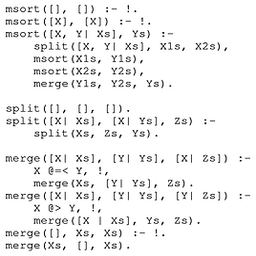 msort([], []) :- !.
msort([X], [X]) :- !.
msort([X, Y| Xs], Ys) :-
    split([X, Y| Xs], X1s, X2s),
    msort(X1s, Y1s),
    msort(X2s, Y2s),
    merge(Y1s, Y2s, Ys).

split([], [], []).
split([X| Xs], [X| Ys], Zs) :-
    split(Xs, Zs, Ys).

merge([X| Xs], [Y| Ys], [X| Zs]) :-
    X @=< Y, !,
    merge(Xs, [Y| Ys], Zs).
merge([X| Xs], [Y| Ys], [Y| Zs]) :-
    X @> Y, !,
    merge([X | Xs], Ys, Zs).
merge([], Xs, Xs) :- !.
merge(Xs, [], Xs).